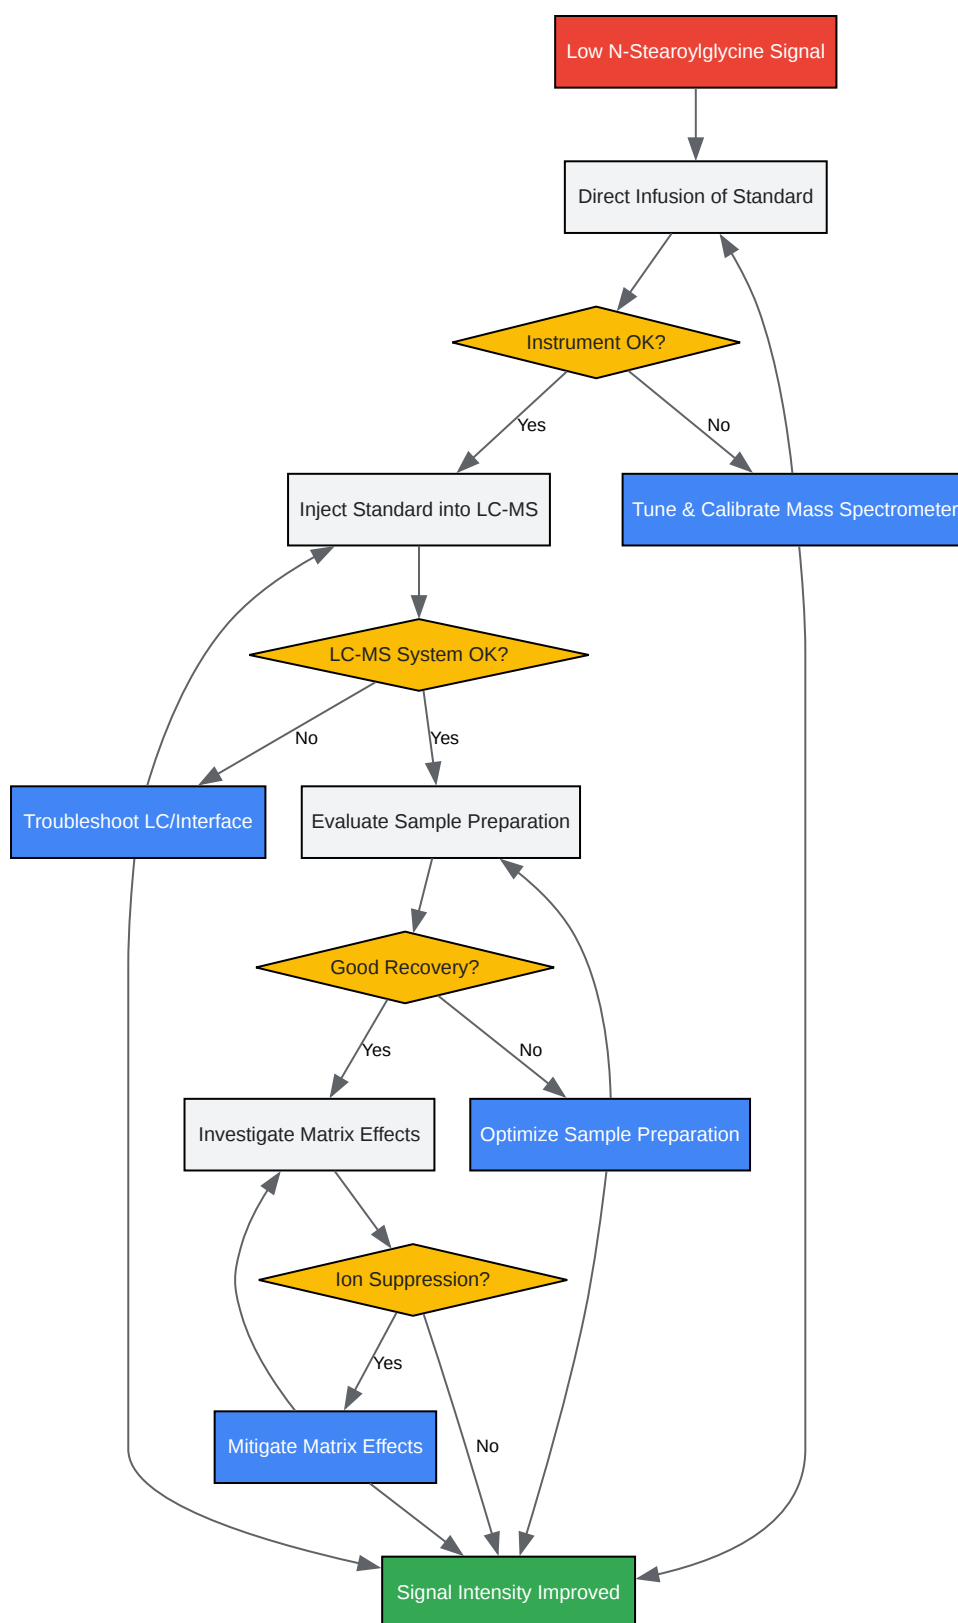 Low N-Stearoylglycine Signal
Direct Infusion of Standard
Instrument OK?
Yes
No
Inject Standard into LC-MS
Tune & Calibrate Mass Spectrometer
LC-MS System OK?
No
Yes
Troubleshoot LC/Interface
Evaluate Sample Preparation
Good Recovery?
Yes
No
Investigate Matrix Effects
Optimize Sample Preparation
Ion Suppression?
Yes
Mitigate Matrix Effects
No
Signal Intensity Improved